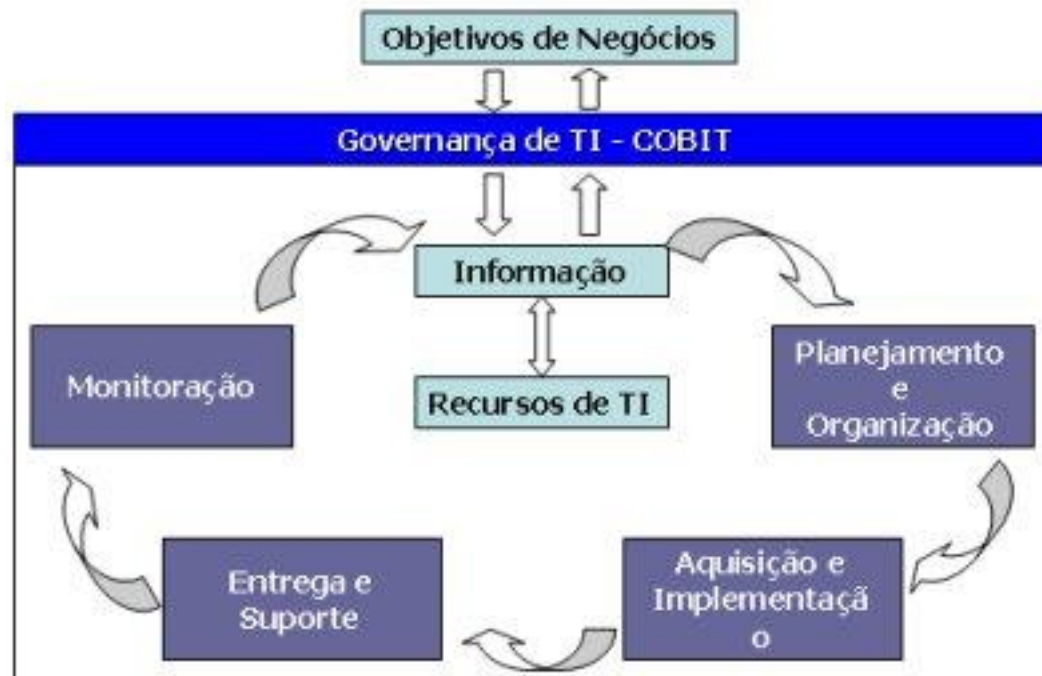 Objetivos de Negócios
Governança de TI - COBIT
Informação
Monitoração
Planejamento
e
Organização
Recursos de TI
Entrega e
Suporte
Aquisição e
Implementaçã
o